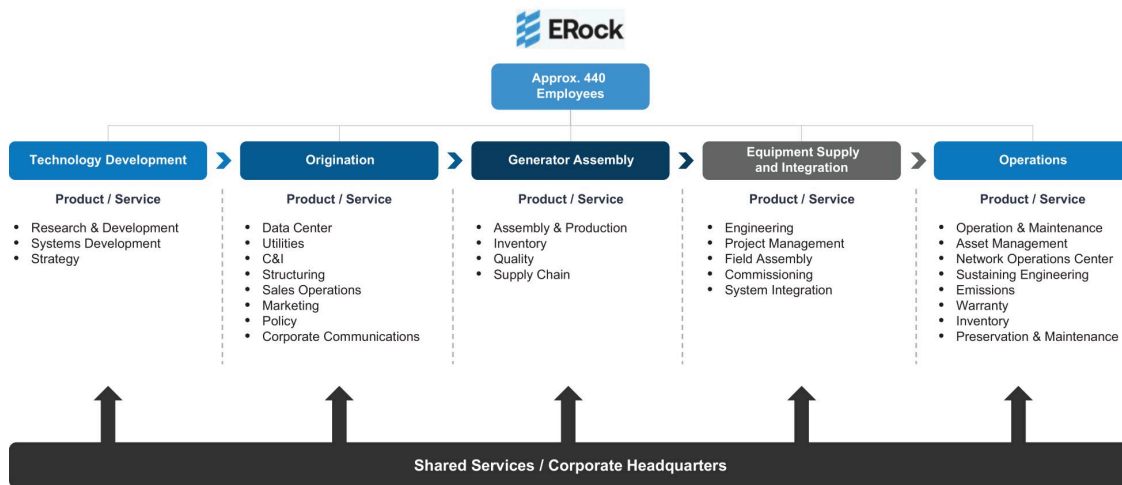 ERock
Approx. 440
Employees
Technology Development
Origination
Generator Assembly
Equipment Supply
and Integration
Operations
Product / Service
• Research & Development
• Systems Development
• Strategy
Product / Service
• Data Center
• Utilities
• C&I
• Structuring
• Sales Operations
• Marketing
• Policy
• Corporate Communications
Product / Service
• Assembly & Production
• Inventory
• Quality
• Supply Chain
Product / Service
• Engineering
• Project Management
• Field Assembly
• Commissioning
• System Integration
Product / Service
• Operation & Maintenance
• Asset Management
• Network Operations Center
• Sustaining Engineering
• Emissions
• Warranty
• Inventory
• Preservation & Maintenance
Shared Services / Corporate Headquarters